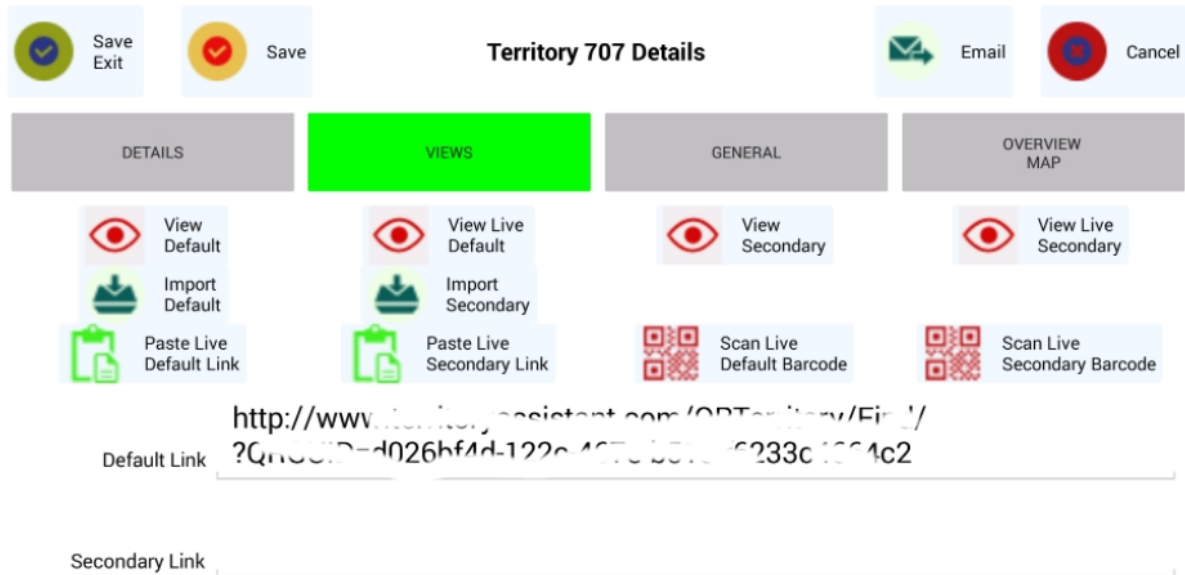 Save
Exit
Save
Territory 707 Details
Email
Cancel
DETAILS
VIEWS
GENERAL
OVERVIEW
MAP
View
Default
View Live
Default
View
Secondary
View Live
Secondary
Import
Default
Import
Secondary
Paste Live
Default Link
Paste Live
Secondary Link
Scan Live
Default Barcode
Scan Live
Secondary Barcode
Default Link
Secondary Link